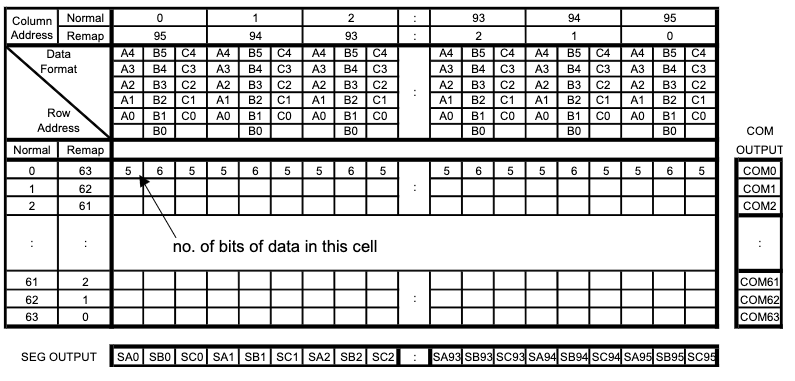 Column Address Normal 0 1 2 : 93 94 95
Remap 95 94 93 : 2 1 0
Data Format A4 B5 C4 A4 B5 C4 A4 B5 C4 : A4 B5 C4 A4 B5 C4 A4 B5 C4
A3 B4 C3 A3 B4 C3 A3 B4 C3 A3 B4 C3 A3 B4 C3 A3 B4 C3
A2 B3 C2 A2 B3 C2 A2 B3 C2 A2 B3 C2 A2 B3 C2 A2 B3 C2
A1 B2 C1 A1 B2 C1 A1 B2 C1 A1 B2 C1 A1 B2 C1 A1 B2 C1
Row Address A0 B1 C0 A0 B1 C0 A0 B1 C0 A0 B1 C0 A0 B1 C0 A0 B1 C0
B0 B0 B0 B0 B0 B0 COM
Normal Remap OUTPUT
0 63 5 6 5 5 6 5 5 6 5 : 5 6 5 5 6 5 5 6 5 COM0
1 62 COM1
2 61 COM2
: : no. of bits of data in this cell :
61 2 : COM61
62 1 COM62
63 0 COM63
SEG OUTPUT SA0 SB0 SC0 SA1 SB1 SC1 SA2 SB2 SC2 : SA93 SB93 SC93 SA94 SB94 SC94 SA95 SB95 SC95